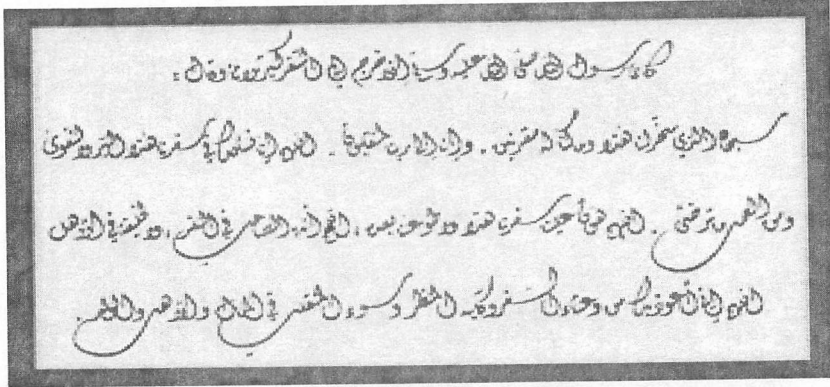 كان رسول الله صلى الله عليه وسلم إذا خرج إلى السفر كبر ثلاثا وقال :
سبحان الذي سخر لنا هذا وما كنا له مقرنين . وإنا إلى ربنا لمنقلبون . اللهم إنا نسألك في سفرنا هذا البر والتقوى
ومن العمل ما ترضى . اللهم هون علينا سفرنا هذا واطو عنا بعده ، اللهم أنت الصاحب في السفر ، والخليفة في الأهل
اللهم إني أعوذ بك من وعثاء السفر وكآبة المنظر وسوء المنقلب في المال والأهل والولد .